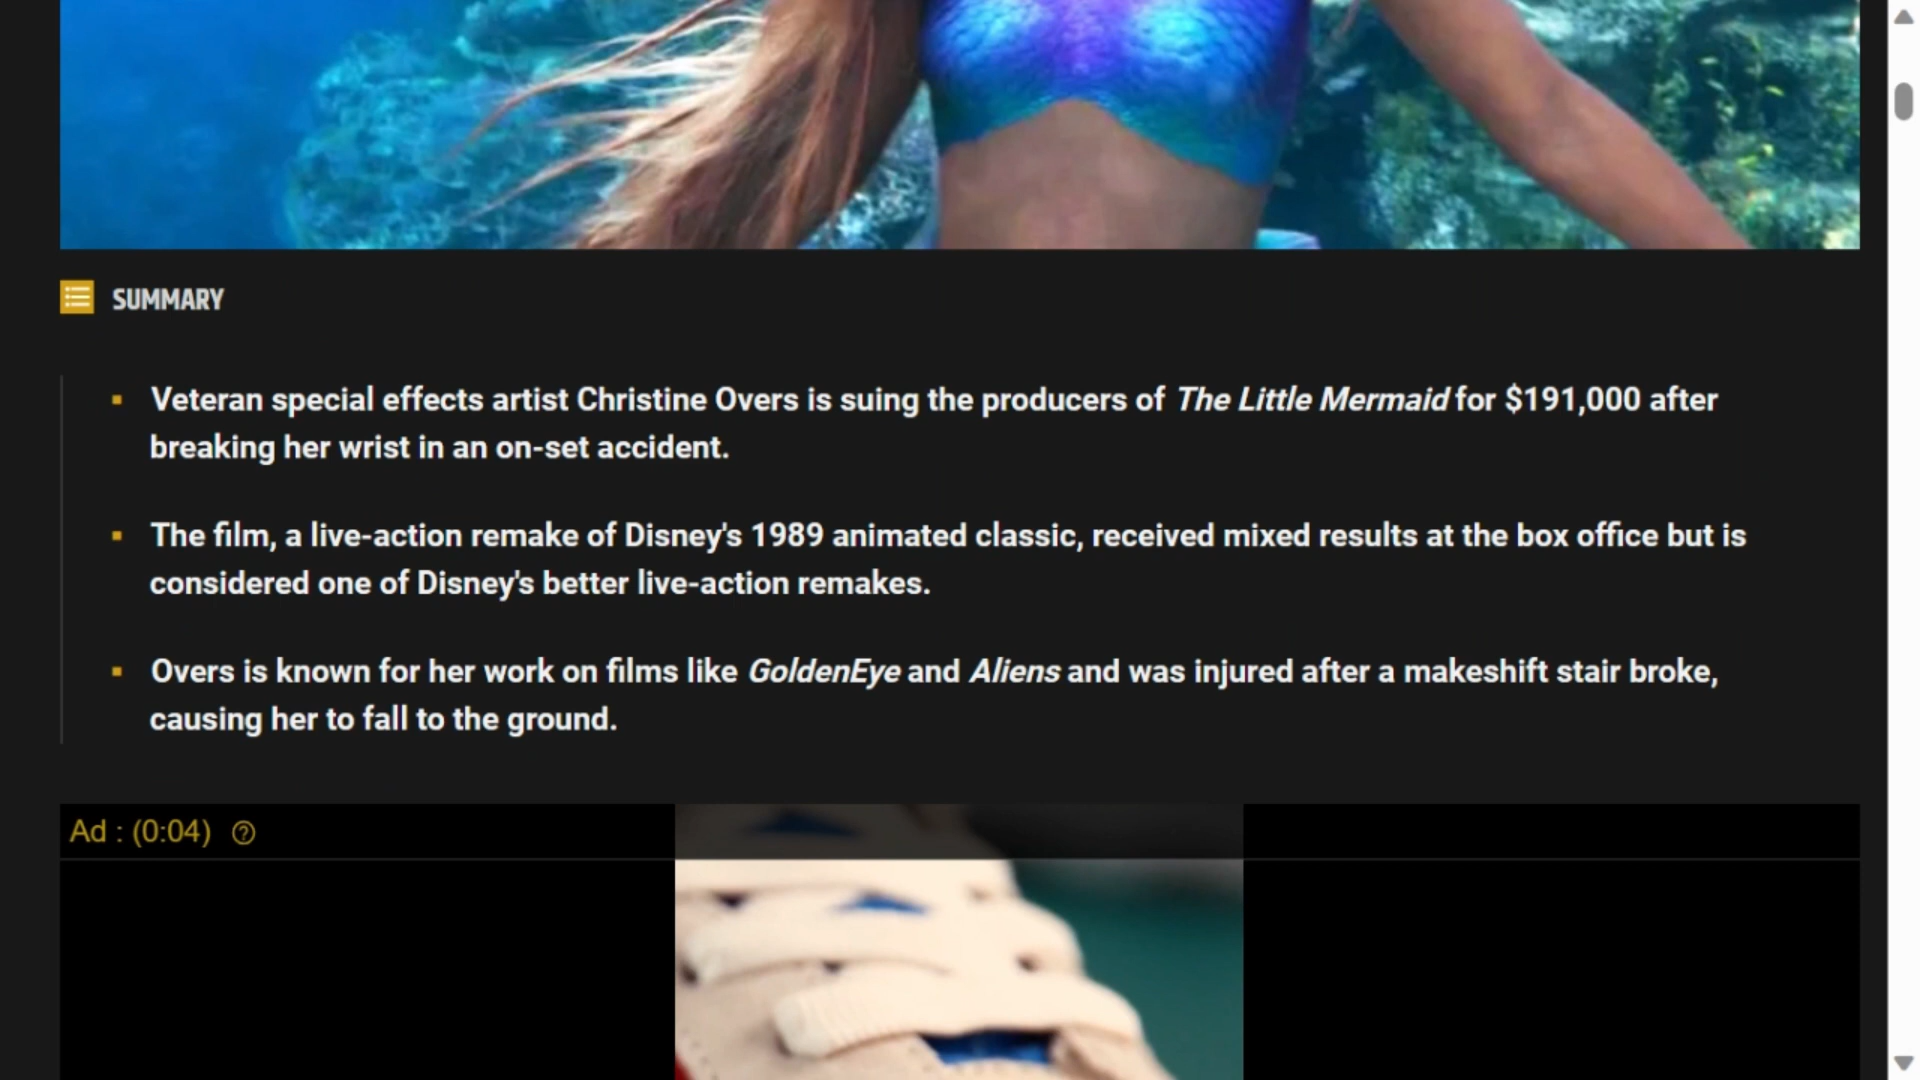 SUMMARY
Veteran special effects artist Christine Overs is suing the producers of The Little Mermaid for $191,000 after
breaking her wrist in an on-set accident.
The film, a live-action remake of Disney's 1989 animated classic, received mixed results at the box office but is
considered one of Disney's better live-action remakes.
Overs is known for her work on films like GoldenEye and Aliens and was injured after a makeshift stair broke,
causing her to fall to the ground.
Ad : (0:04) ?